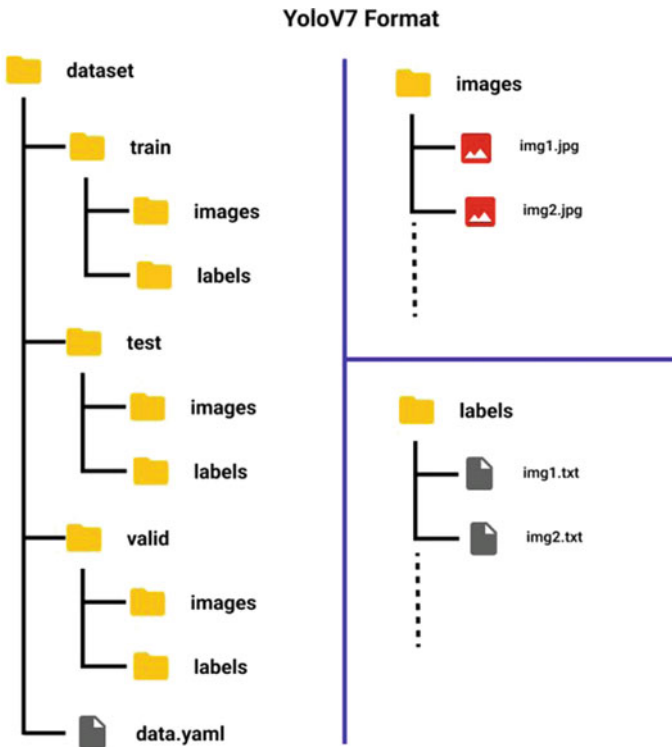 YoloV7 Format
dataset
train
images
labels
test
images
labels
valid
images
labels
data.yaml
images
img1.jpg
img2.jpg
labels
img1.txt
img2.txt